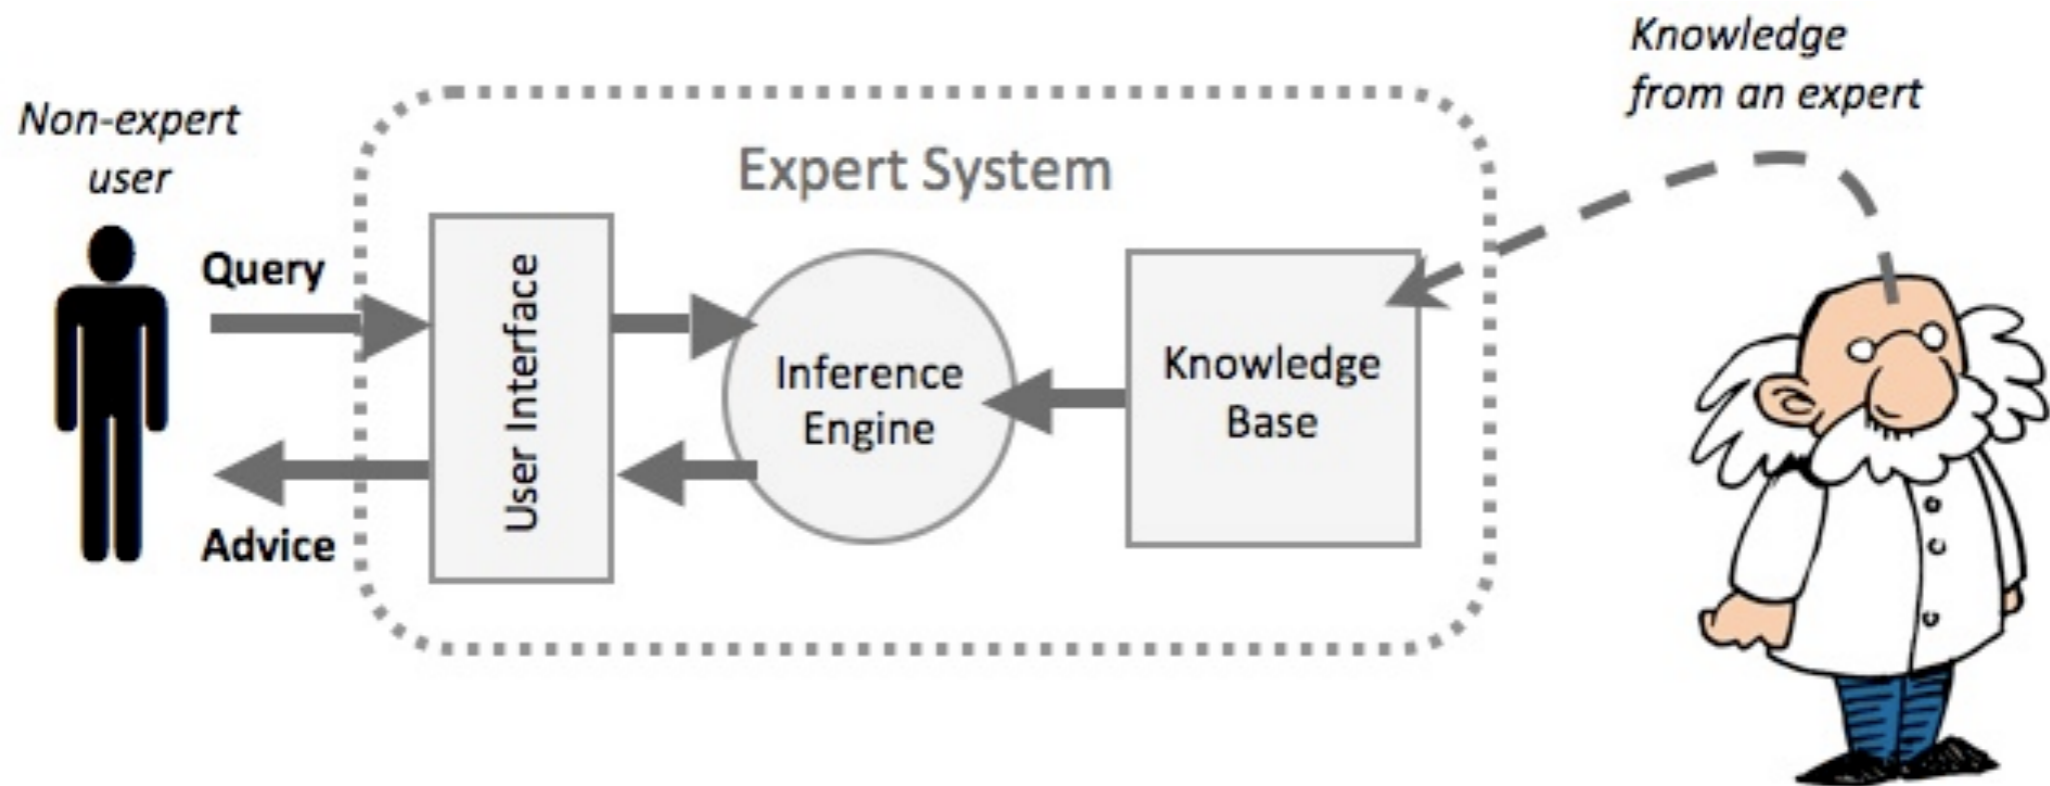 Knowledge
from an expert
Non-expert
user
Expert System
Query
User Interface
Inference
Engine
Knowledge
Base
Advice